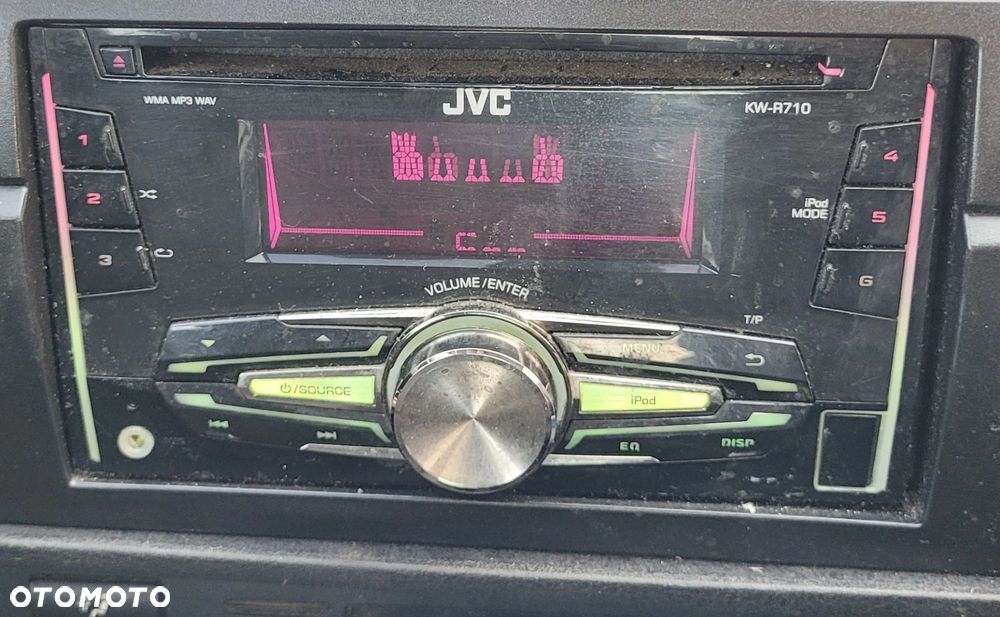 JVC
WMA MP3 WAV
KW-R710
1
4
2
iPod
MODE
5
3
6
VOLUME/ENTER
T/P
MENU
/SOURCE
iPod
EQ
DISP
OTOMOTO